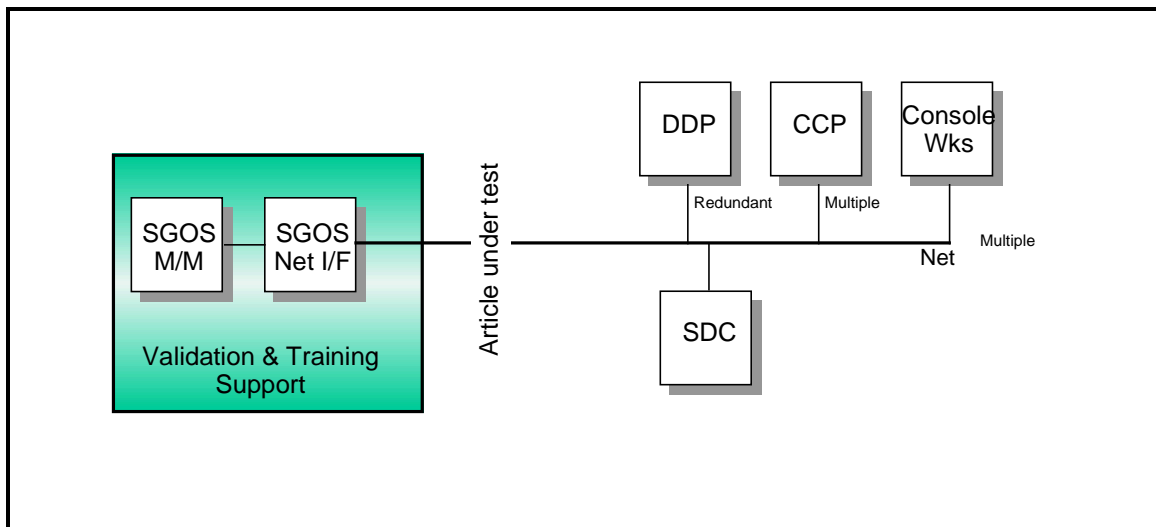 DDP
CCP
Console
Wks
Redundant
Multiple
Multiple
Net
SGOS
M/M
SGOS
Net I/F
Article under test
SDC
Validation & Training
Support